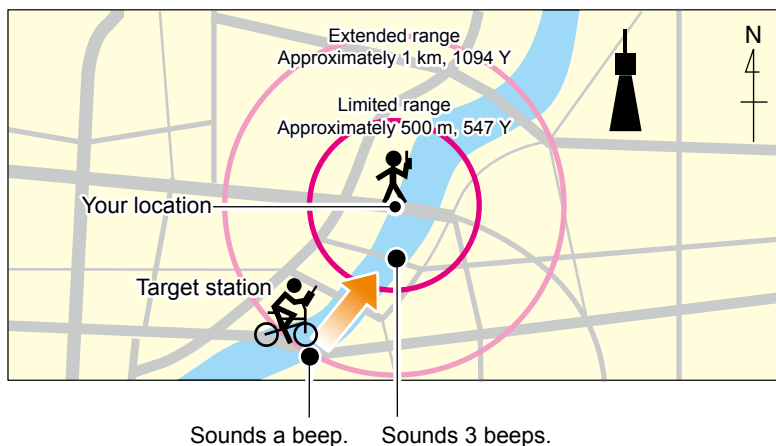 Extended range
Approximately 1 km, 1094 Y
N
Limited range
Approximately 500 m, 547 Y
Your location
Target station
Sounds a beep.
Sounds 3 beeps.